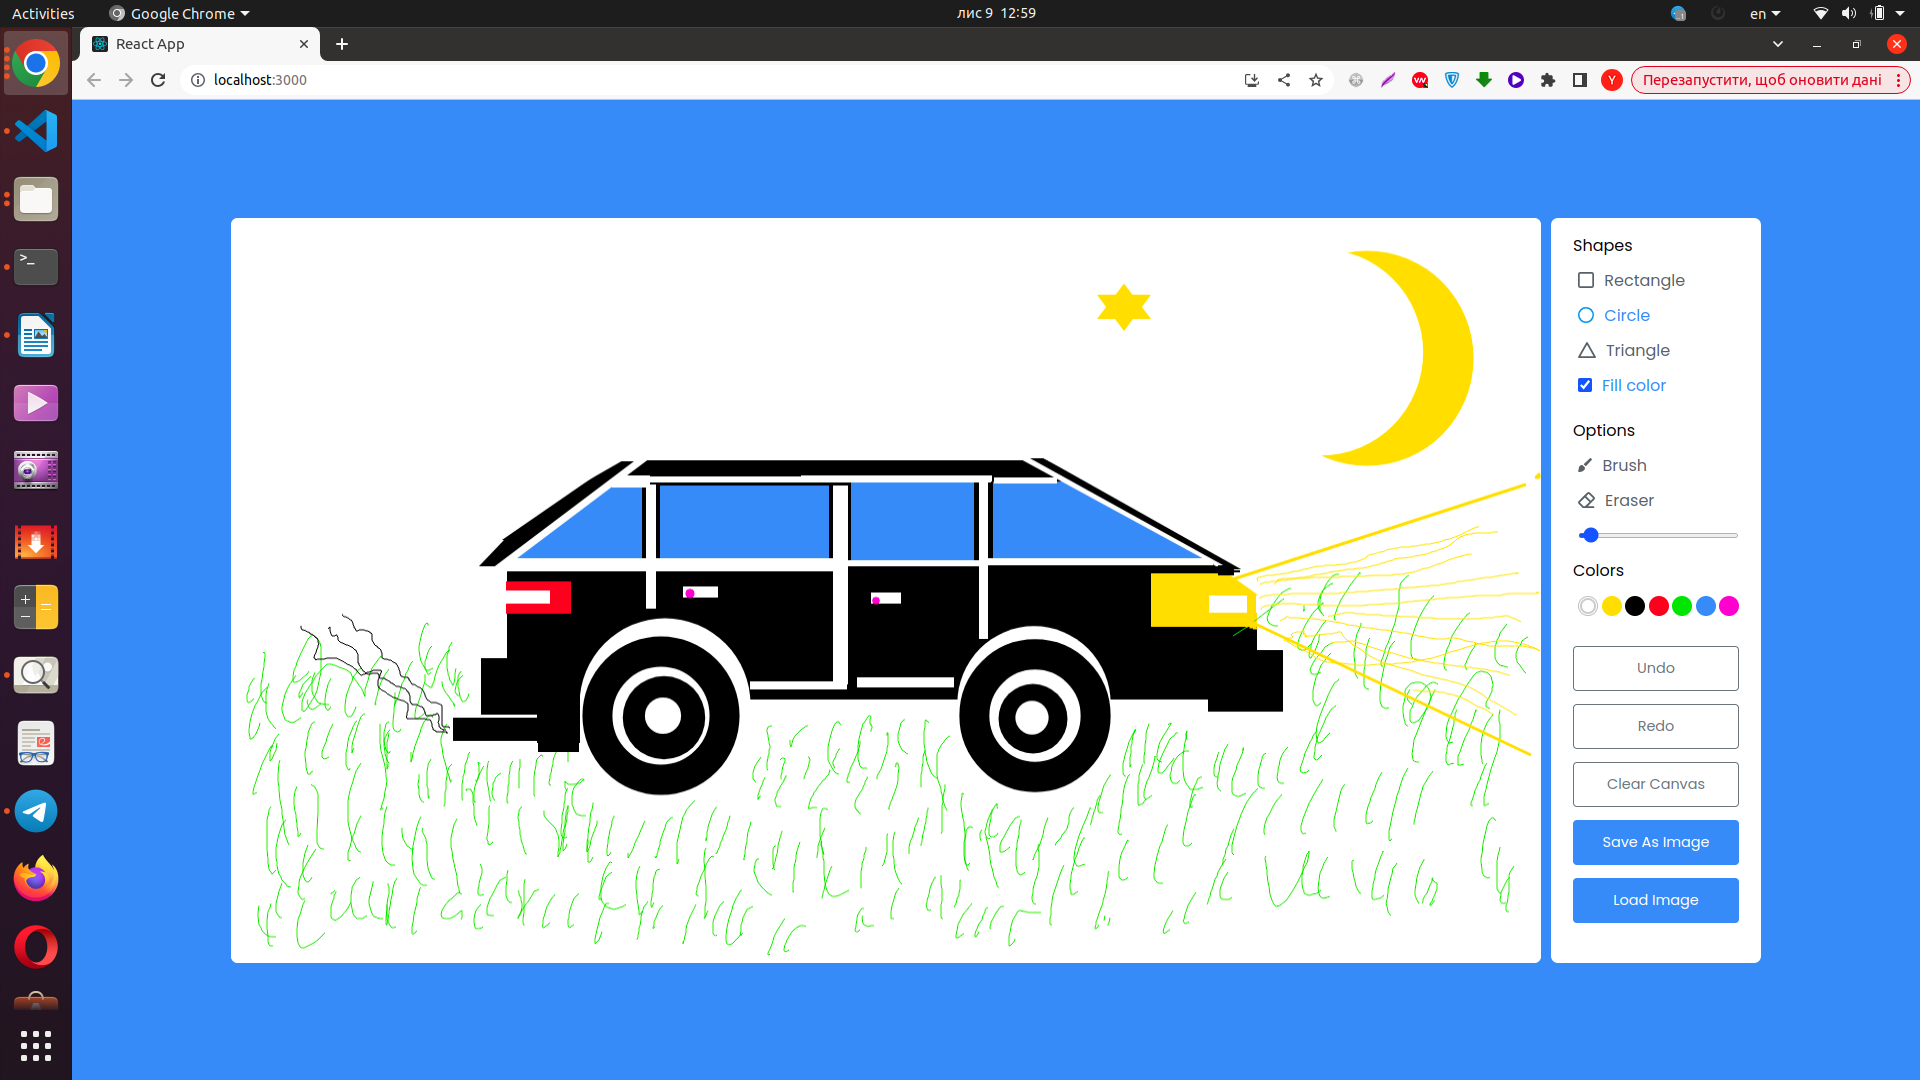 Activities
Google Chrome
лис 9 12:59
en
React App
localhost:3000
Перезапустити, щоб оновити дані
Y
Shapes
Rectangle
Circle
Triangle
Fill color
Options
Brush
Eraser
Colors
Undo
Redo
Clear Canvas
Save As Image
Load Image